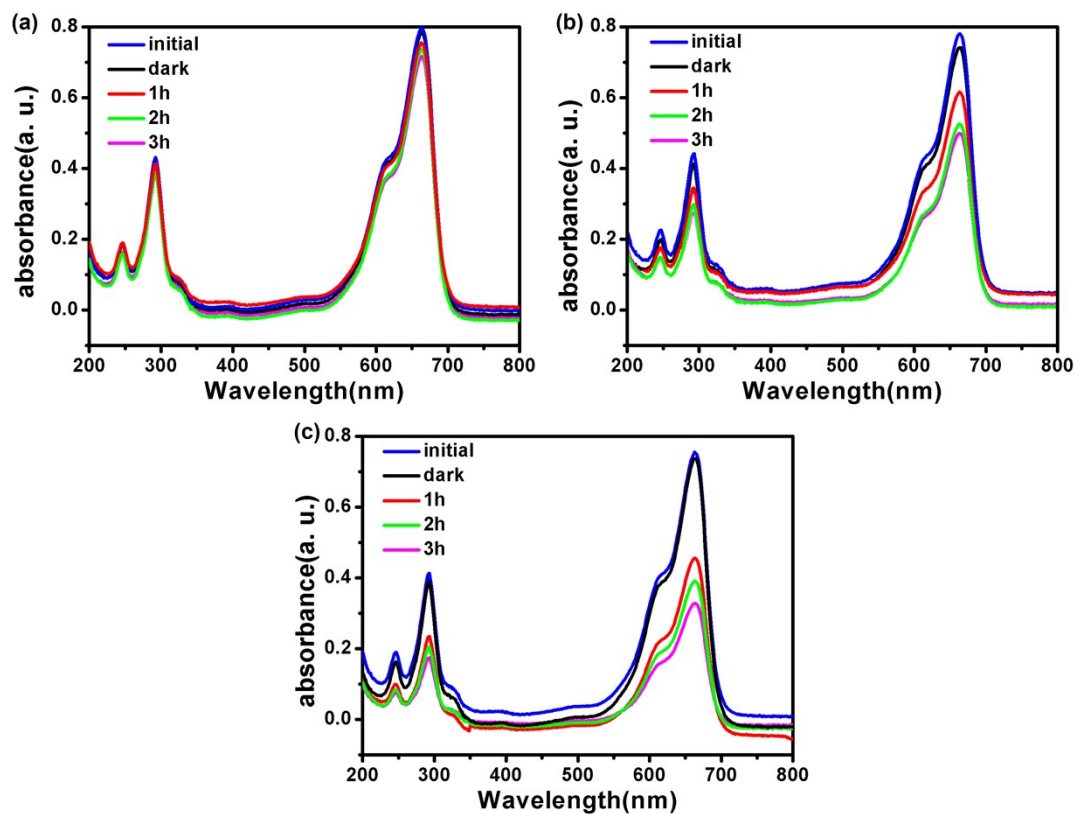 (a)
initial
dark
1h
2h
3h
absorbance(a. u.)
0.8
0.6
0.4
0.2
0.0
200 300 400 500 600 700 800
Wavelength(nm)
(b)
initial
dark
1h
2h
3h
absorbance(a. u.)
0.8
0.6
0.4
0.2
0.0
200 300 400 500 600 700 800
Wavelength(nm)
(c)
initial
dark
1h
2h
3h
absorbance(a. u.)
0.8
0.6
0.4
0.2
0.0
200 300 400 500 600 700 800
Wavelength(nm)